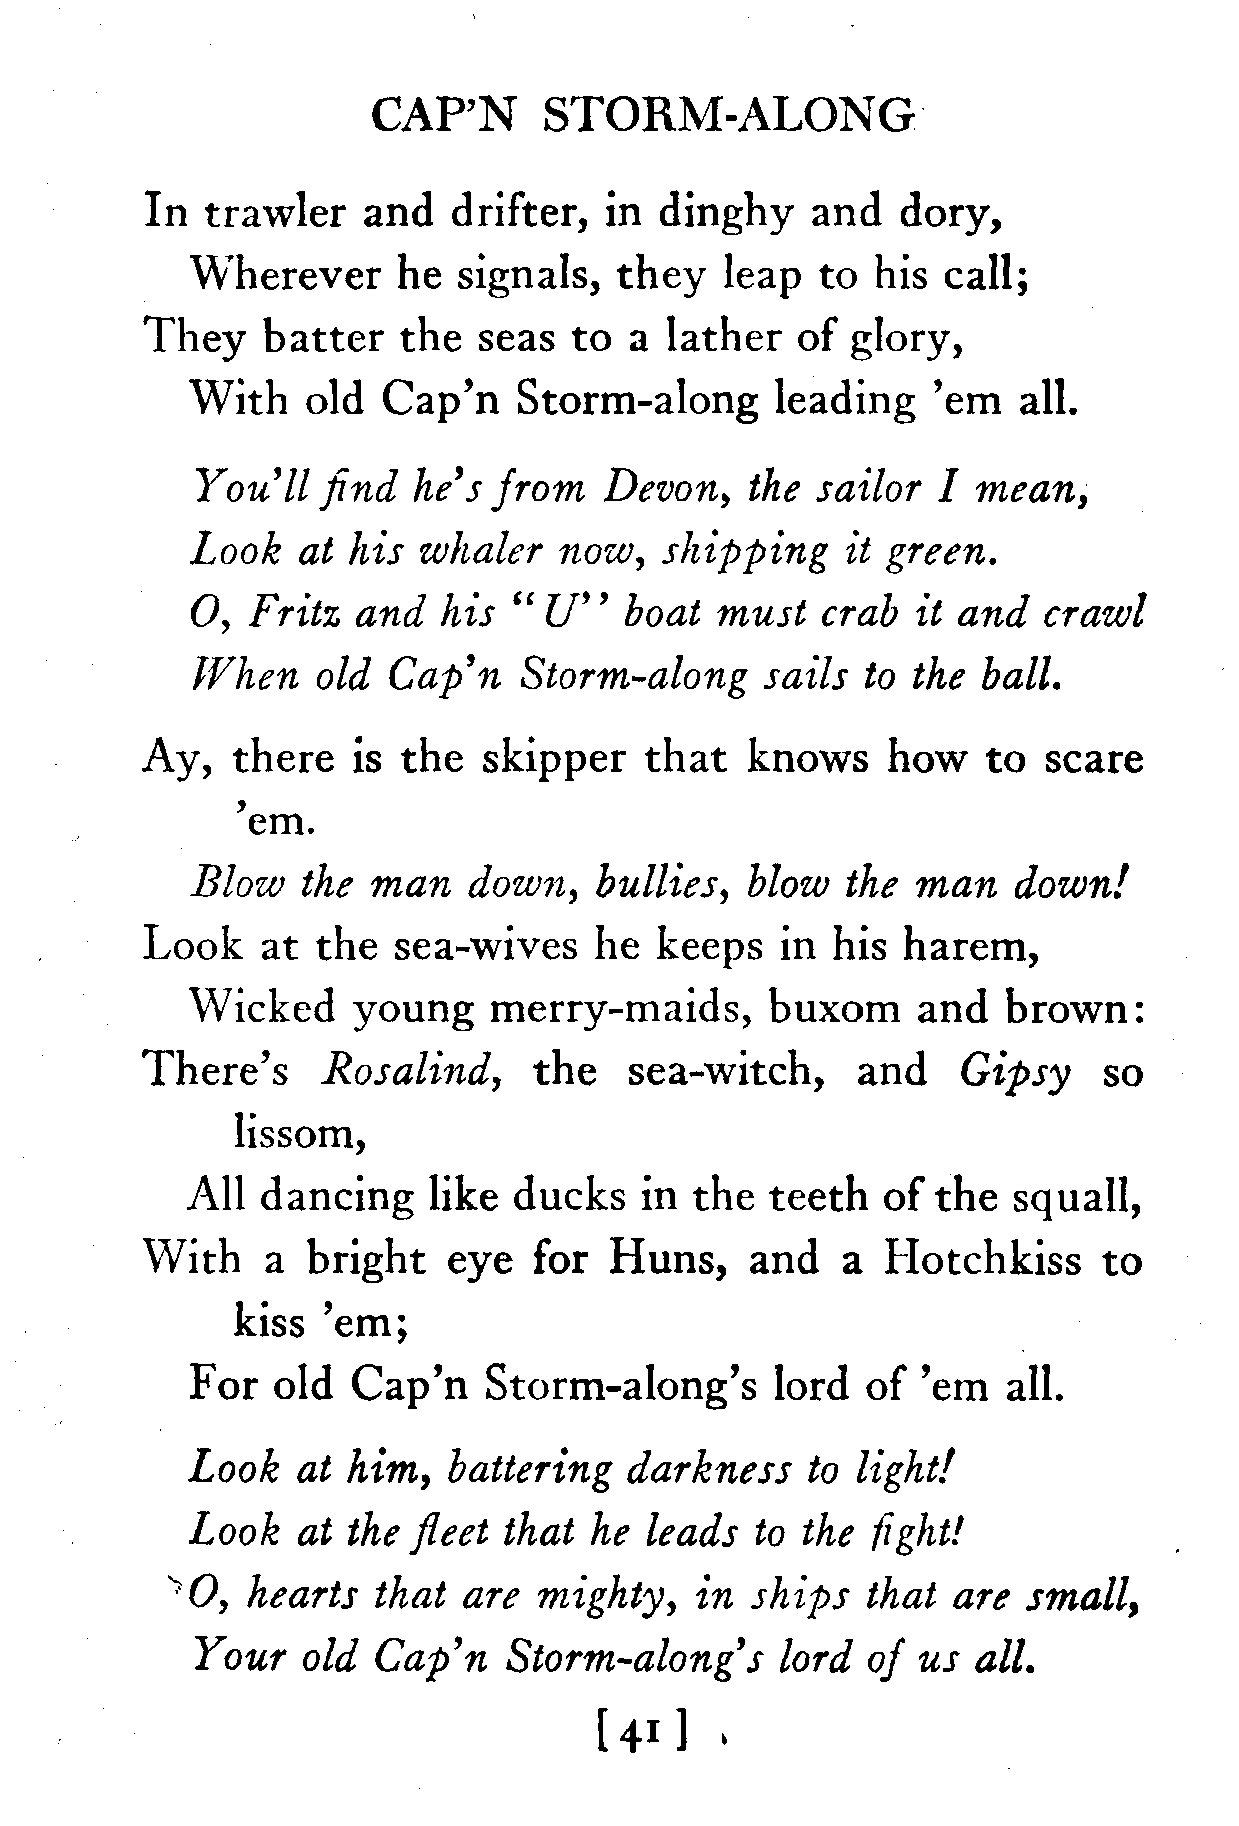 CAP'N STORM-ALONG
In trawler and drifter, in dinghy and dory,
Wherever he signals, they leap to his call;
They batter the seas to a lather of glory,
With old Cap'n Storm-along leading 'em all.
You'll find he's from Devon, the sailor I mean,
Look at his whaler now, shipping it green.
O, Fritz and his “U'' boat must crab it and crawl
When old Cap'n Storm-along sails to the ball.
Ay, there is the skipper that knows how to scare
'em.
Blow the man down, bullies, blow the man down!
Look at the sea-wives he keeps in his harem,
Wicked young merry-maids, buxom and brown:
There's Rosalind, the sea-witch, and Gipsy so
lissom,
All dancing like ducks in the teeth of the squall,
With a bright eye for Huns, and a Hotchkiss to
kiss 'em;
For old Cap'n Storm-along's lord of 'em all.
Look at him, battering darkness to light!
Look at the fleet that he leads to the fight!
O, hearts that are mighty, in ships that are small,
Your old Cap'n Storm-along's lord of us all.
[ 41 ]